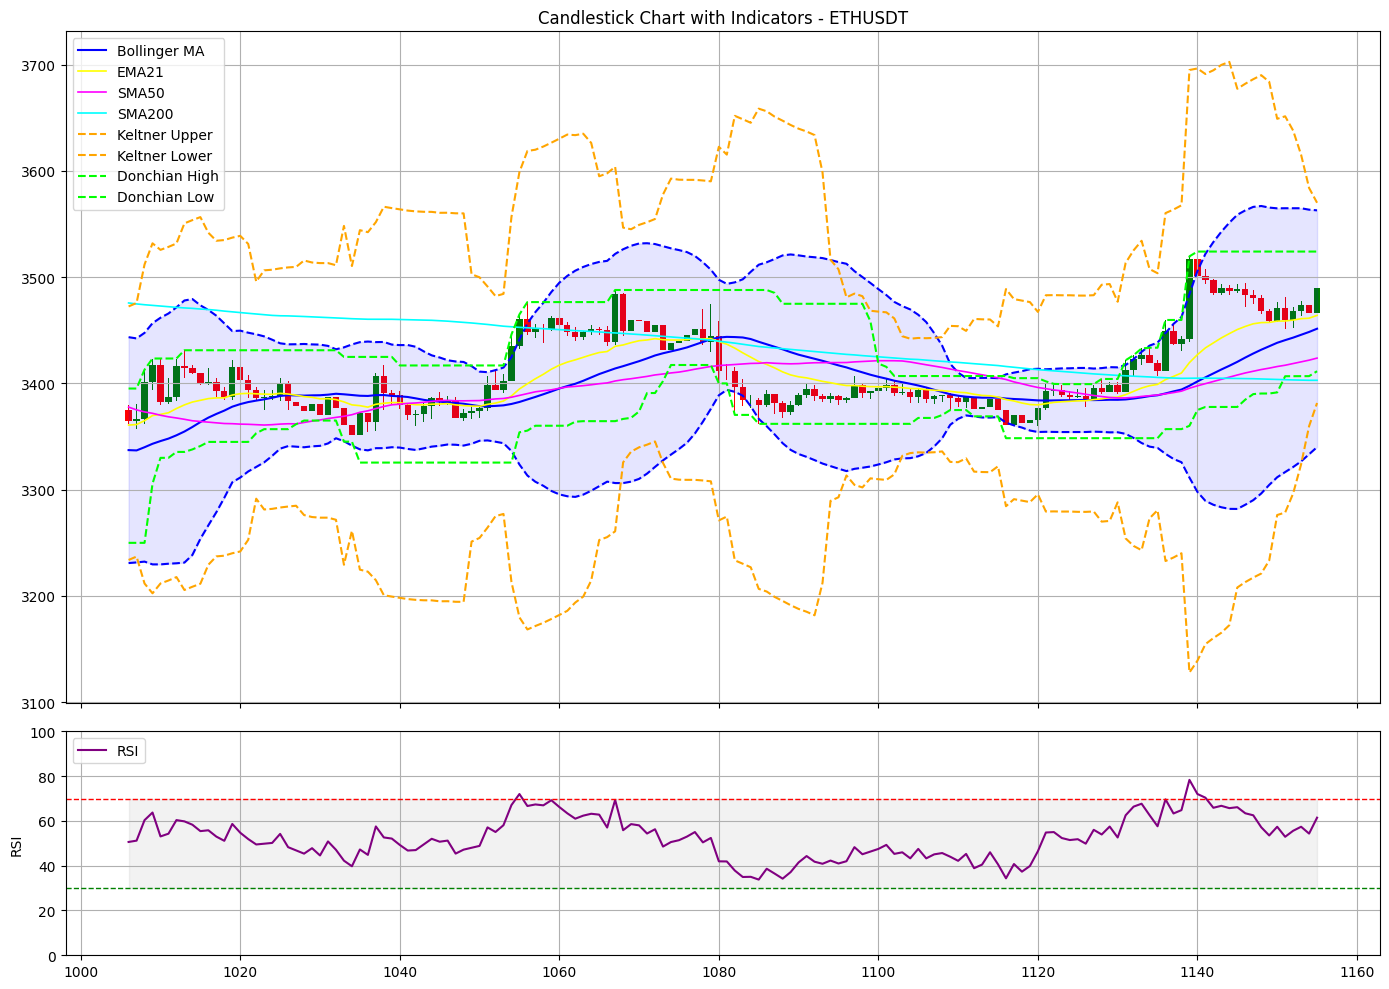 Candlestick Chart with Indicators - ETHUSDT
Bollinger MA
EMA21
SMA50
SMA200
Keltner Upper
Keltner Lower
Donchian High
Donchian Low
3700
3600
3500
3400
3300
3200
3100
RSI
100
80
60
40
20
0
RSI
1000 1020 1040 1060 1080 1100 1120 1140 1160